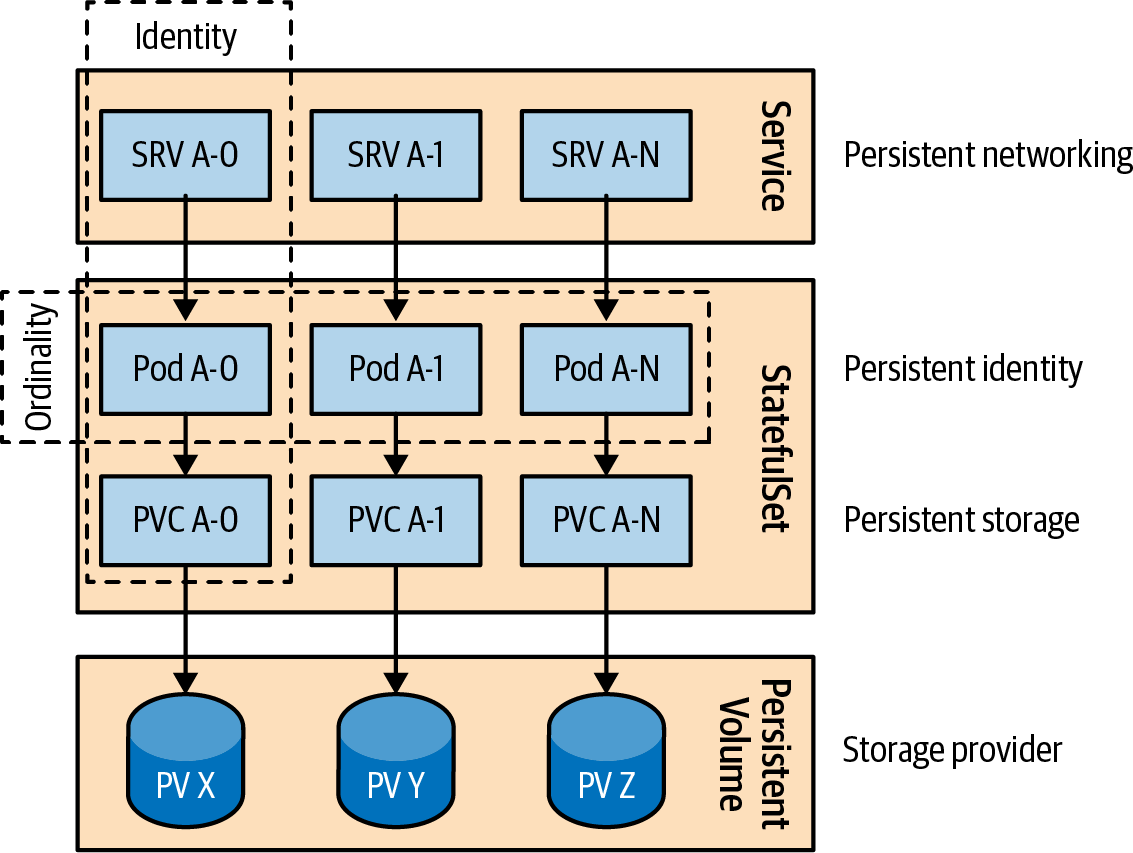 Identity
SRV A-0
SRV A-1
SRV A-N
Service
Persistent networking
Ordinality
Pod A-0
Pod A-1
Pod A-N
Persistent identity
StatefulSet
PVC A-0
PVC A-1
PVC A-N
Persistent storage
PV X
PV Y
PV Z
Persistent
Volume
Storage provider